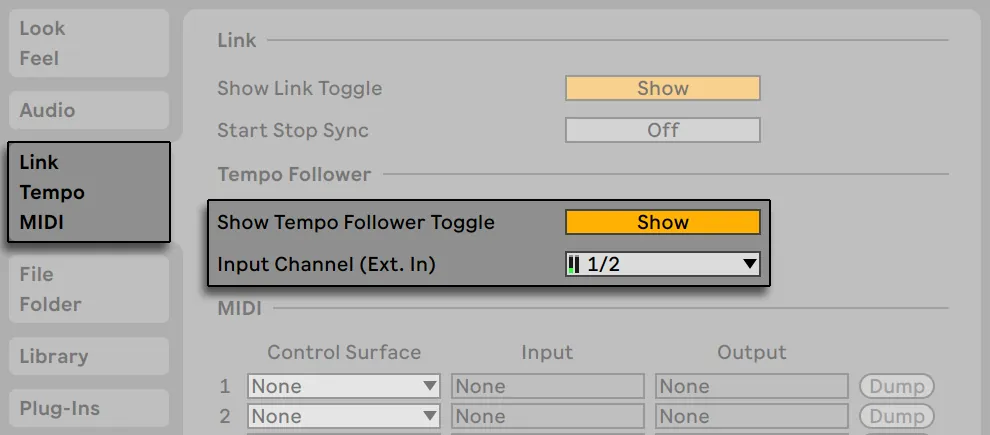 Look
Feel
Audio
Link
Tempo
MIDI
File
Folder
Library
Plug-Ins
Link
Show Link Toggle Show
Start Stop Sync Off
Tempo Follower
Show Tempo Follower Toggle Show
Input Channel (Ext. In) 1/2
MIDI
Control Surface Input Output
1 None None None Dump
2 None None None Dump